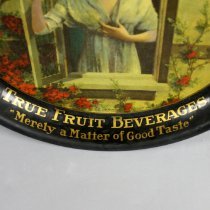 TRUE FRUIT BEVERAGES
"Merely a Matter of Good Taste"